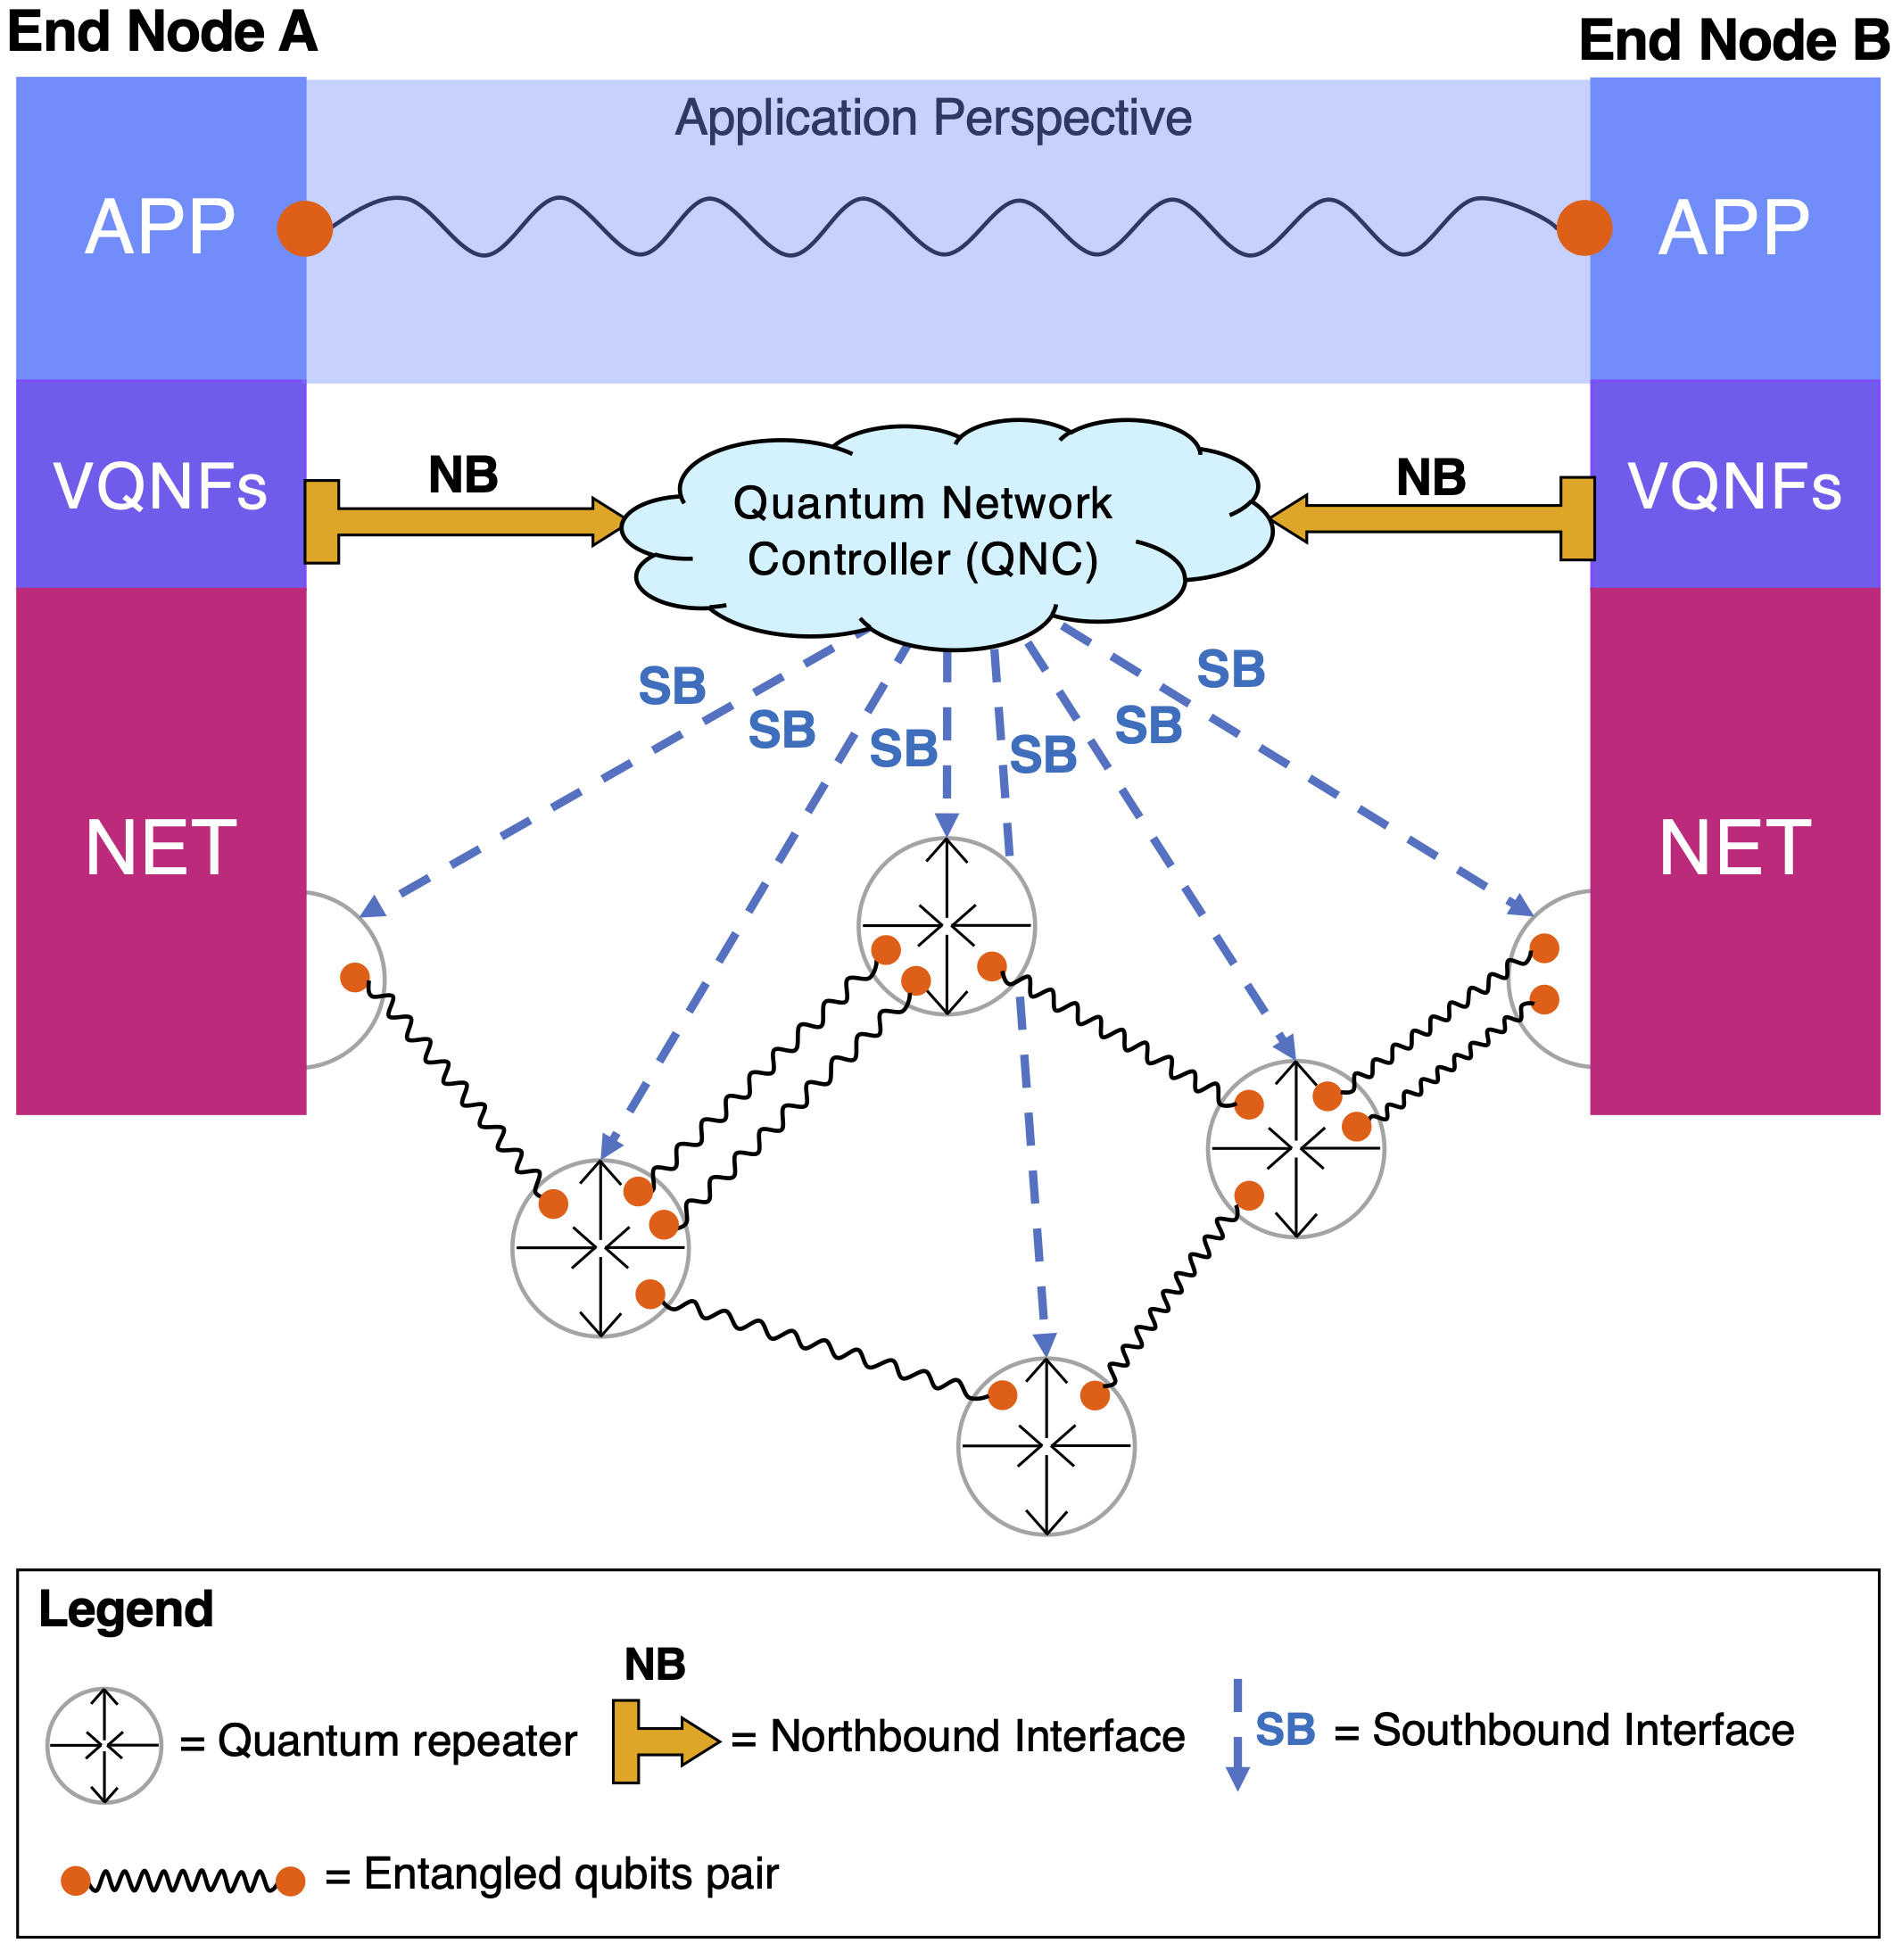 End Node A
End Node B
Application Perspective
APP
APP
VQNFs
NB
Quantum Network
Controller (QNC)
NB
VQNFs
SB
SB
SB
SB
SB
SB
NET
NET
Legend
= Quantum repeater
NB
= Northbound Interface
SB = Southbound Interface
= Entangled qubits pair